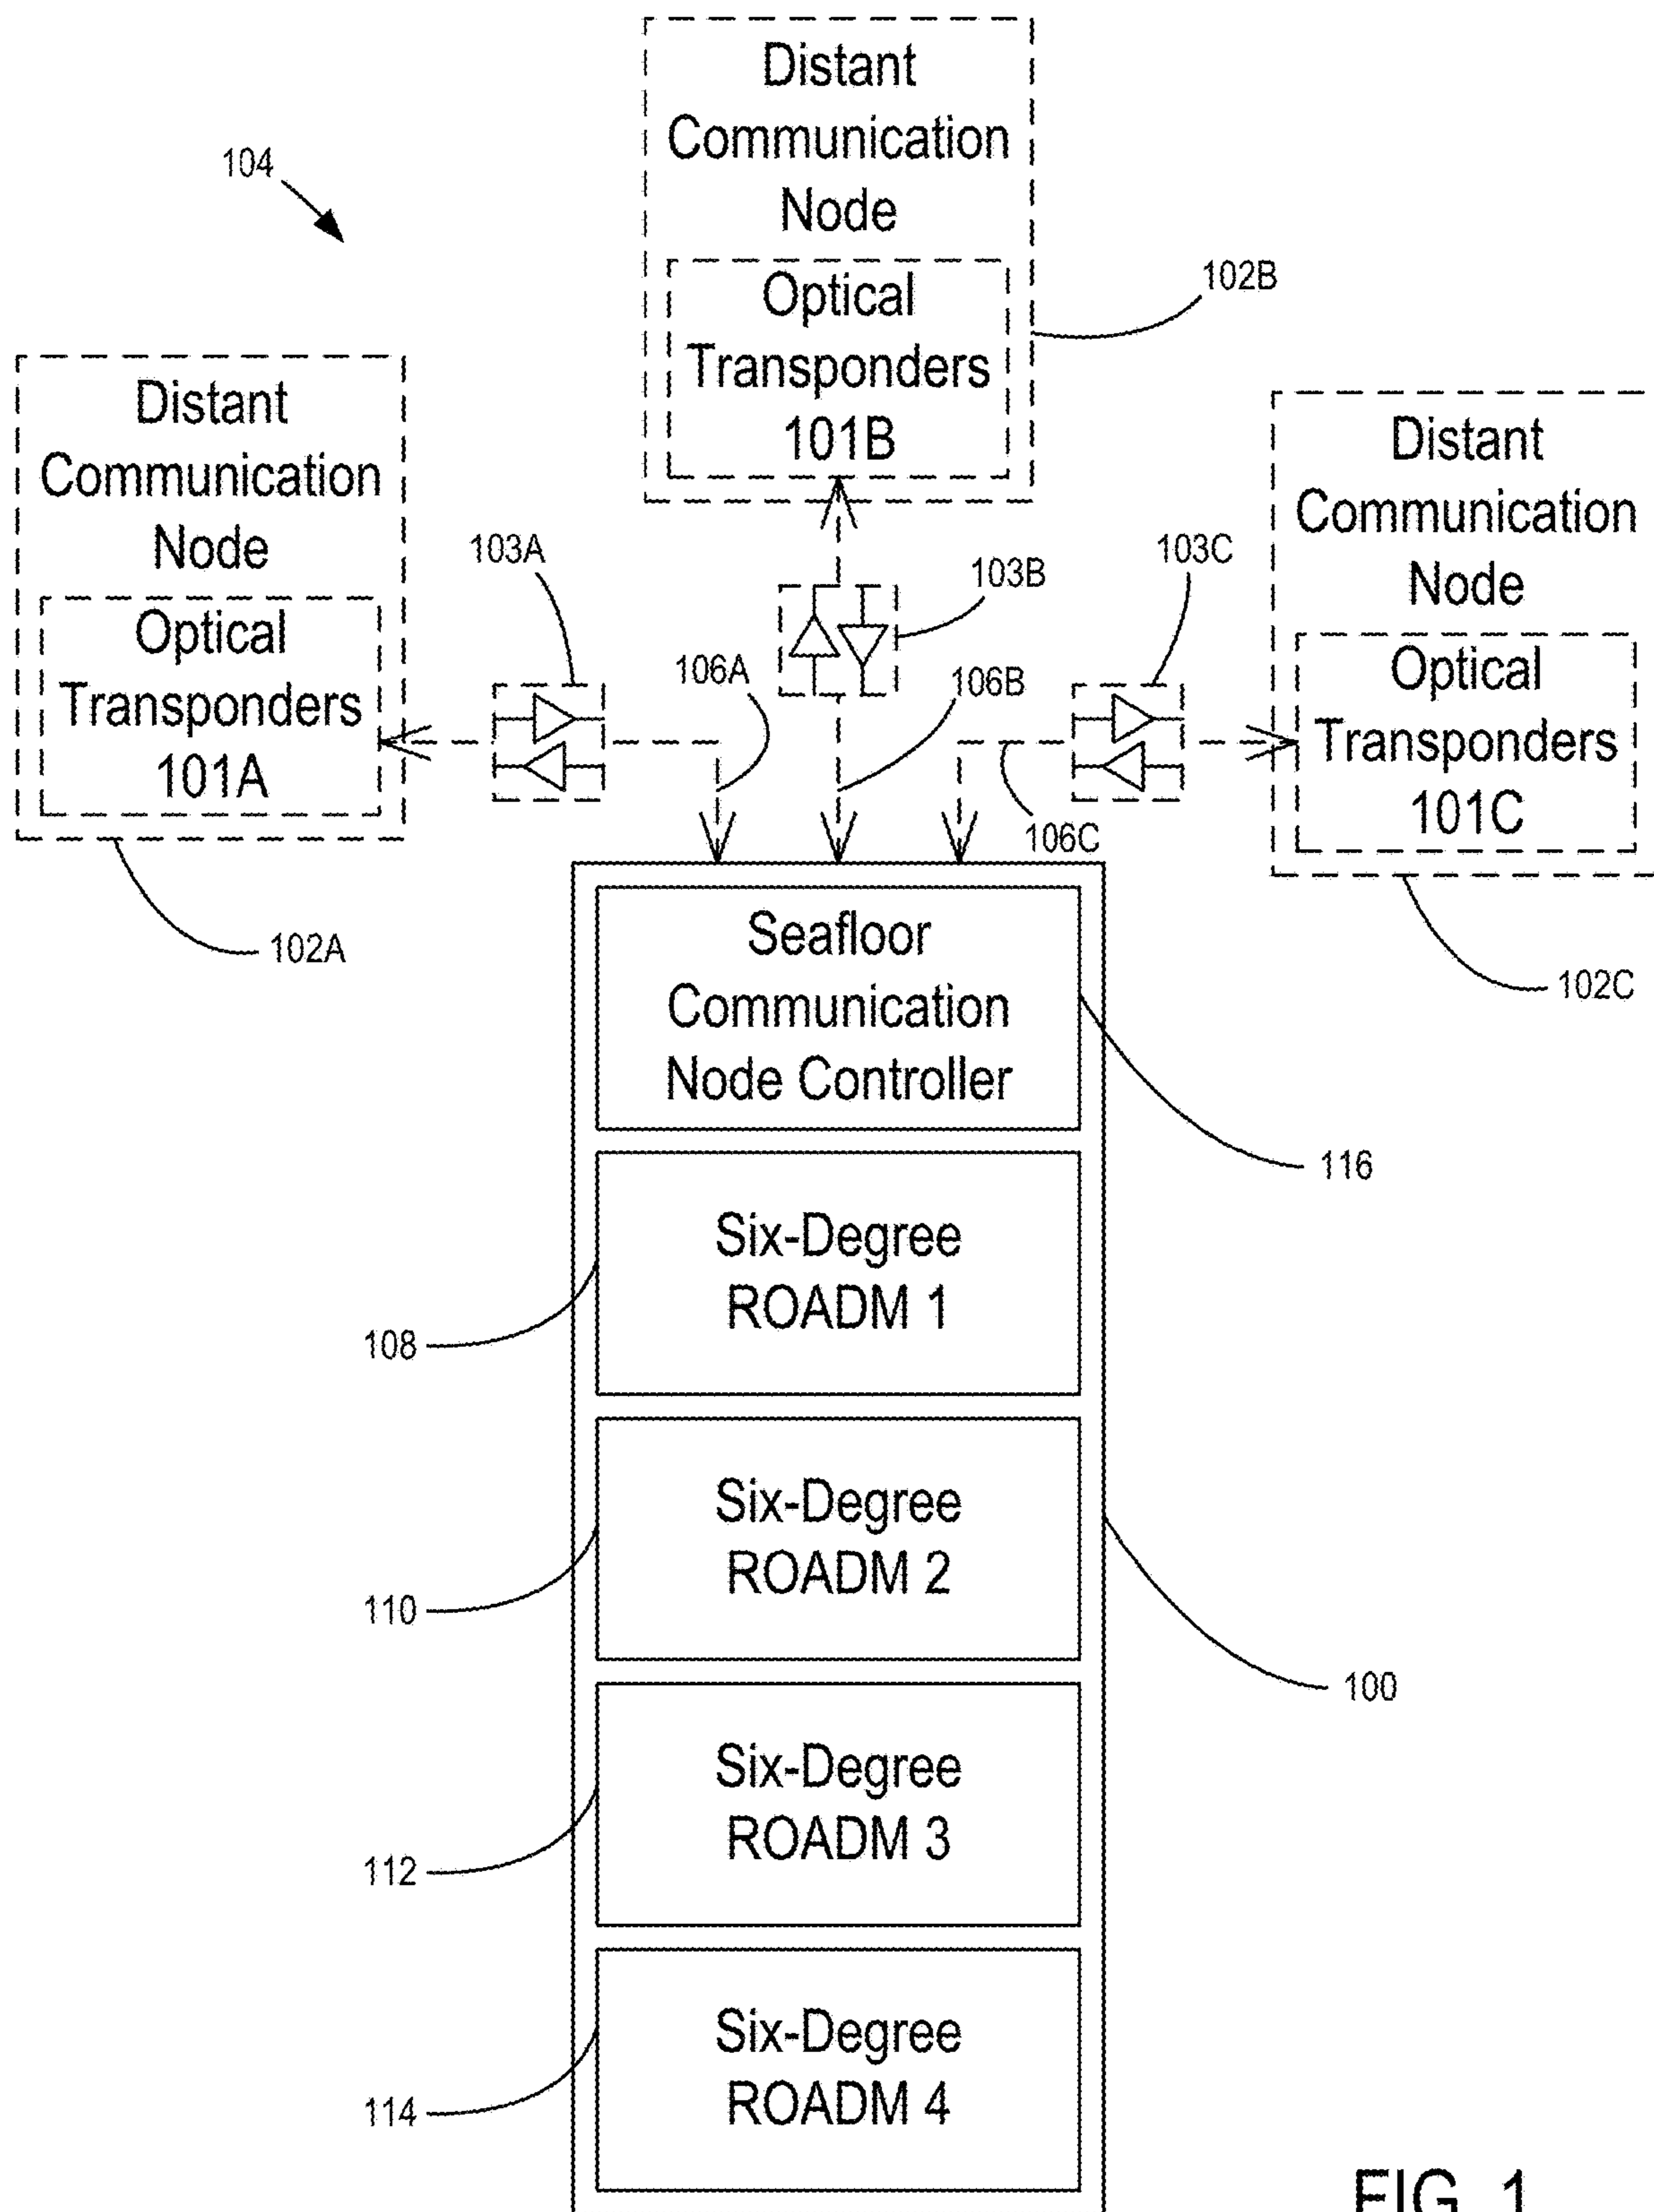 Distant
Communication
Node
Optical
Transponders
101B
104
102B
Distant
Communication
Node
Optical
Transponders
101A
102A
103A
103B
103C
106A
106B
106C
Distant
Communication
Node
Optical
Transponders
101C
102C
Seafloor
Communication
Node Controller
116
Six-Degree
ROADM 1
108
Six-Degree
ROADM 2
110
100
Six-Degree
ROADM 3
112
Six-Degree
ROADM 4
114
FIG. 1